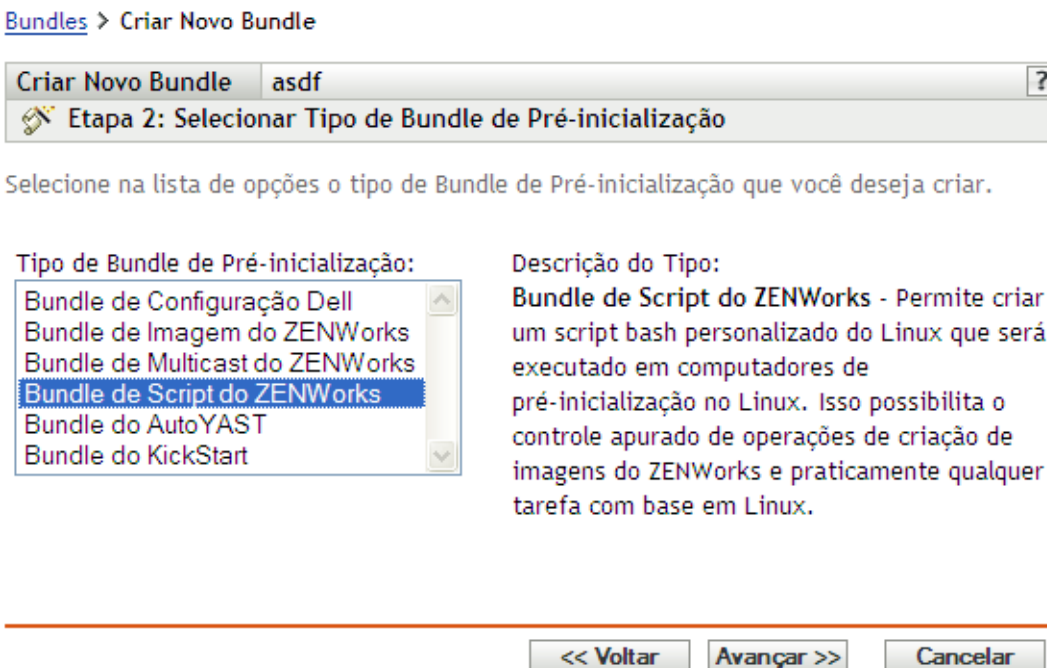 Bundles > Criar Novo Bundle
Criar Novo Bundle asdf ?
Etapa 2: Selecionar Tipo de Bundle de Pré-inicialização
Selecione na lista de opções o tipo de Bundle de Pré-inicialização que você deseja criar.
Tipo de Bundle de Pré-inicialização:
Bundle de Configuração Dell
Bundle de Imagem do ZENWorks
Bundle de Multicast do ZENWorks
Bundle de Script do ZENWorks
Bundle do AutoYAST
Bundle do KickStart
Descrição do Tipo:
Bundle de Script do ZENWorks - Permite criar
um script bash personalizado do Linux que será
executado em computadores de
pré-inicialização no Linux. Isso possibilita o
controle apurado de operações de criação de
imagens do ZENWorks e praticamente qualquer
tarefa com base em Linux.
<< Voltar Avançar >> Cancelar